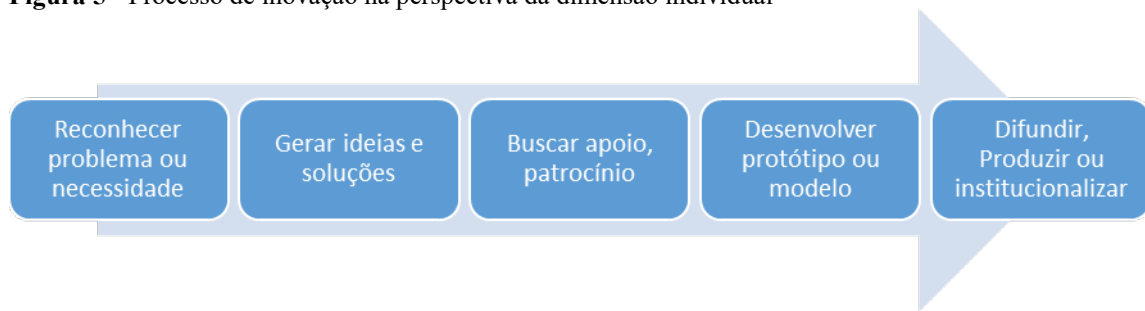 Figura 3 - Processo de inovação na perspectiva da dimensão individual
Reconhecer
problema ou
necessidade
Gerar ideias e
soluções
Buscar apoio,
patrocínio
Desenvolver
protótipo ou
modelo
Difundir,
Produzir ou
institucionalizar